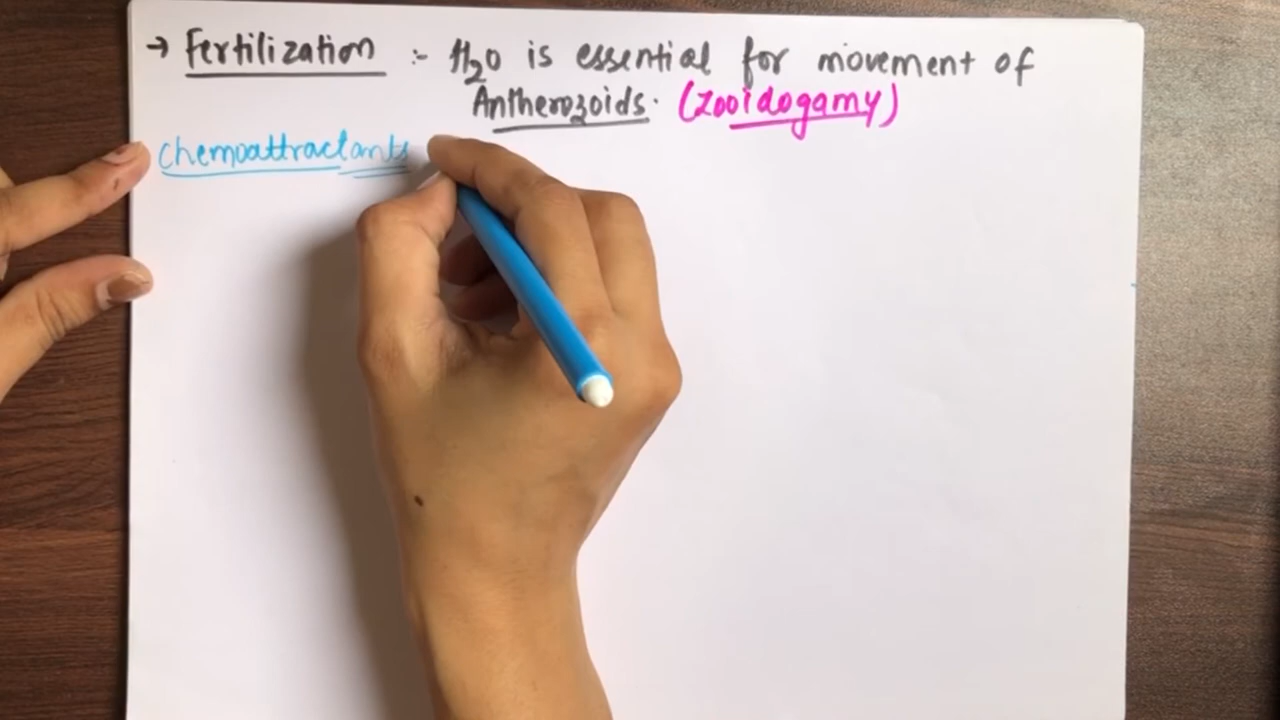 → Fertilization :- H2O is essential for movement of
Antherozoids. (Zooidogamy)
chemoattractants